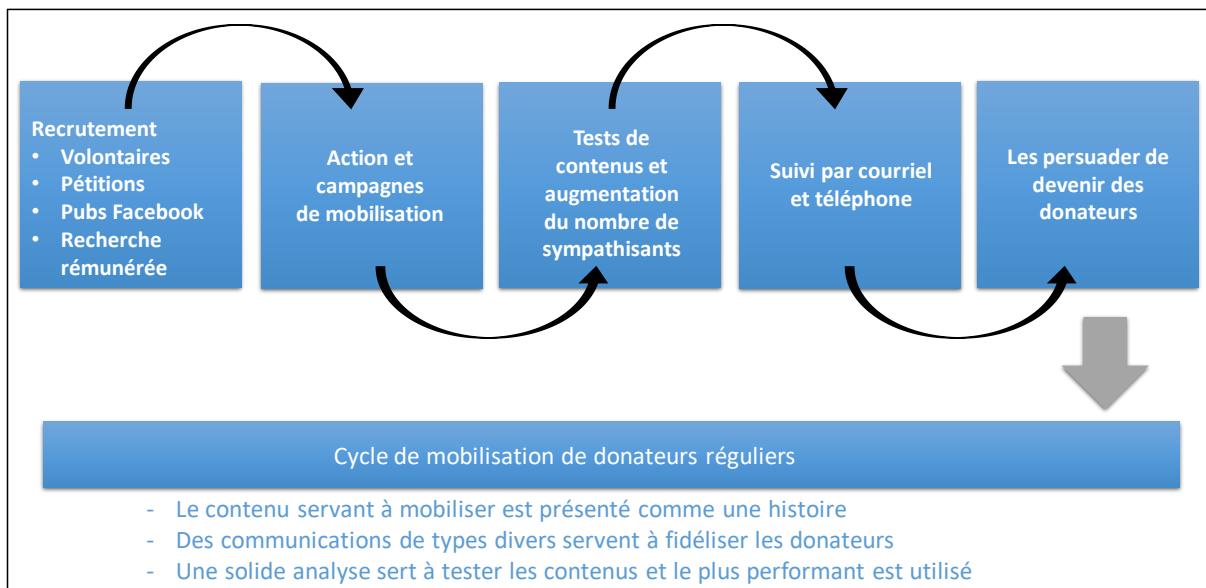 Recrutement
• Volontaires
• Pétitions
• Pubs Facebook
• Recherche
rémunérée
Action et
campagnes
de mobilisation
Tests de
contenus et
augmentation
du nombre de
sympathisants
Suivi par courriel
et téléphone
Les persuader de
devenir des
donateurs
Cycle de mobilisation de donateurs réguliers
- Le contenu servant à mobiliser est présenté comme une histoire
- Des communications de types divers servent à fidéliser les donateurs
- Une solide analyse sert à tester les contenus et le plus performant est utilisé